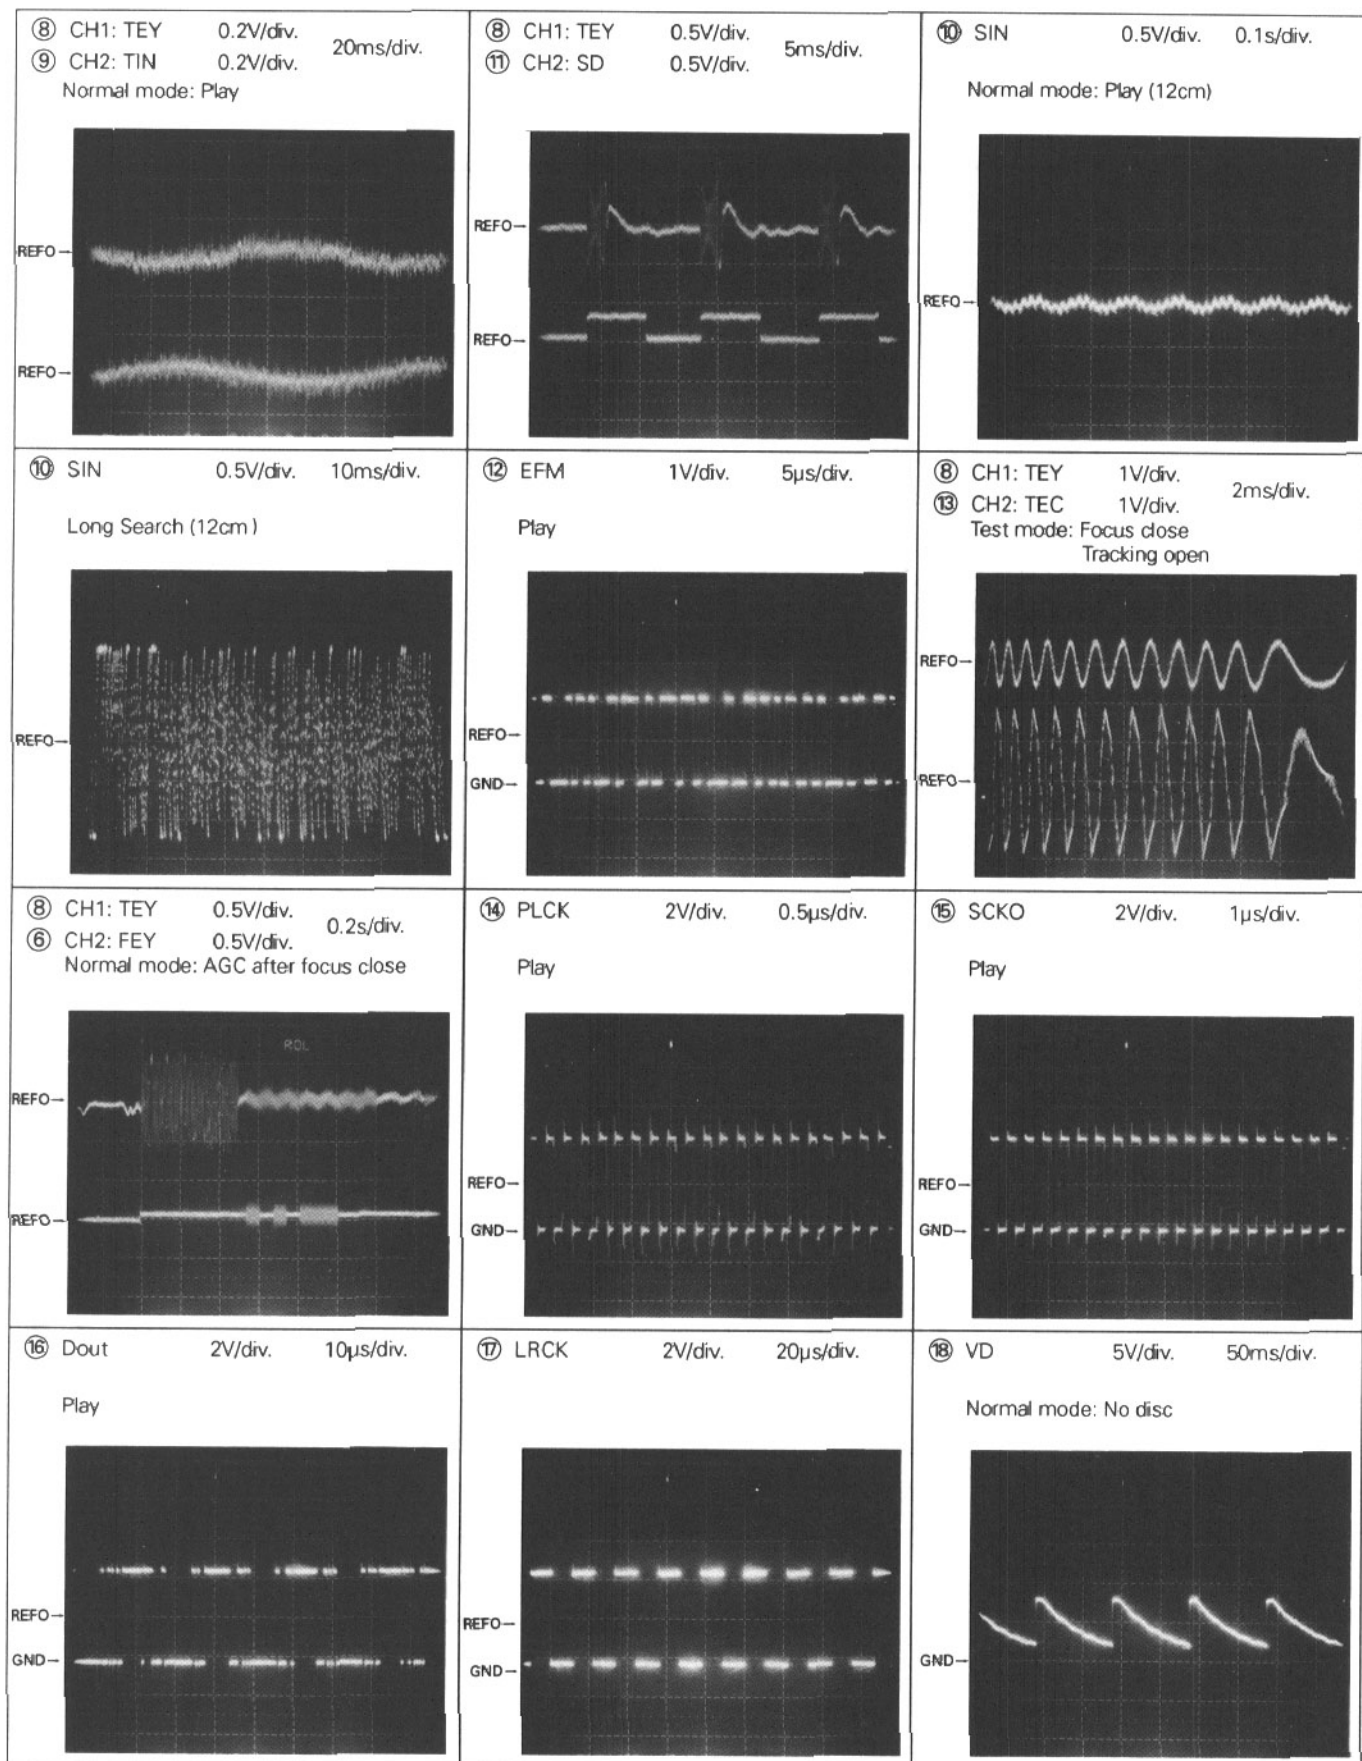 ⑧ CH1: TEY 0.2V/div. 20ms/div.
⑨ CH2: TIN 0.2V/div.
Normal mode: Play
REFO→
REFO→
⑧ CH1: TEY 0.5V/div. 5ms/div.
⑪ CH2: SD 0.5V/div.
REFO→
REFO→
⑩ SIN 0.5V/div. 0.1s/div.
Normal mode: Play (12cm)
REFO→
⑩ SIN 0.5V/div. 10ms/div.
Long Search (12cm)
REFO→
⑫ EFM 1V/div. 5µs/div.
Play
REFO→
GND→
⑧ CH1: TEY 1V/div. 2ms/div.
⑬ CH2: TEC 1V/div.
Test mode: Focus close
Tracking open
REFO→
REFO→
⑧ CH1: TEY 0.5V/div. 0.2s/div.
⑥ CH2: FEY 0.5V/div.
Normal mode: AGC after focus close
REFO→
REFO→
⑭ PLCK 2V/div. 0.5µs/div.
Play
REFO→
GND→
⑮ SCKO 2V/div. 1µs/div.
Play
REFO→
GND→
⑯ Dout 2V/div. 10µs/div.
Play
REFO→
GND→
⑰ LRCK 2V/div. 20µs/div.
REFO→
GND→
⑱ VD 5V/div. 50ms/div.
Normal mode: No disc
GND→